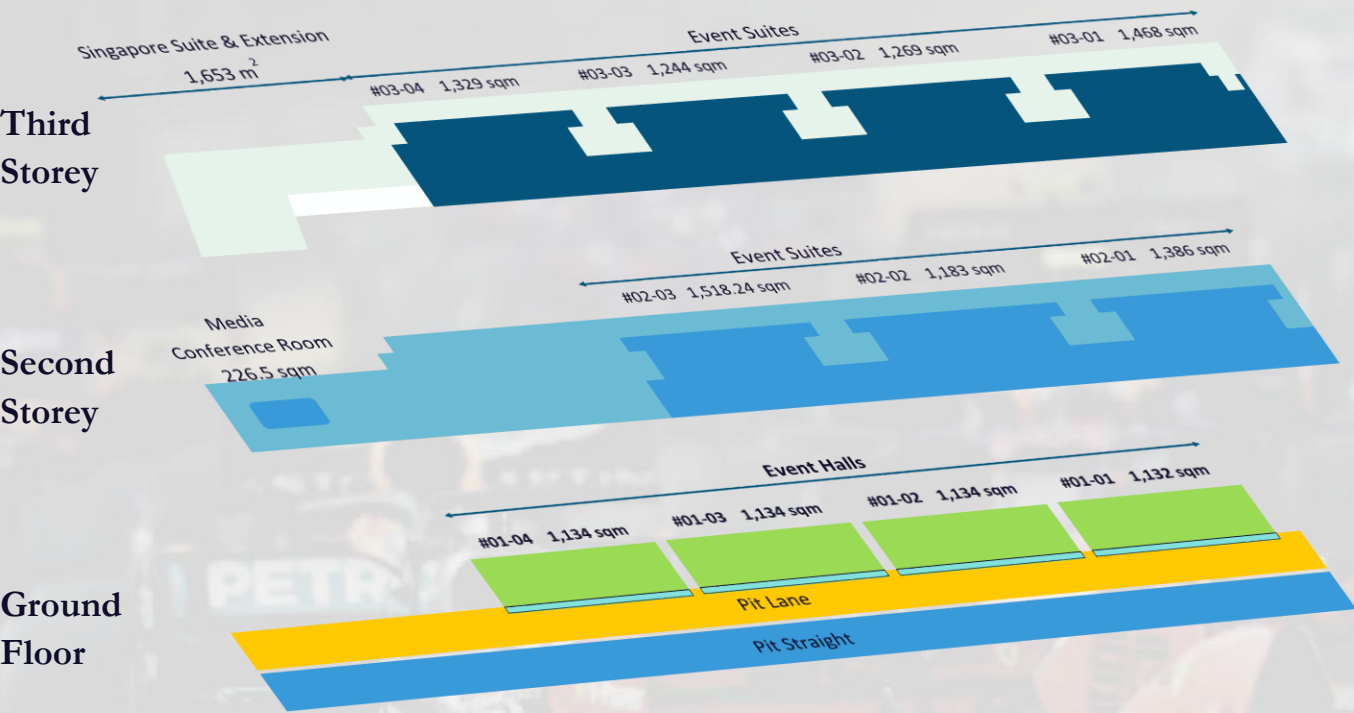 Singapore Suite & Extension
1,653 m²
Event Suites
#03-04 1,329 sqm
#03-03 1,244 sqm
#03-02 1,269 sqm
#03-01 1,468 sqm
Third
Storey
Event Suites
#02-03 1,518.24 sqm
#02-02 1,183 sqm
#02-01 1,386 sqm
Media
Conference Room
226.5 sqm
Second
Storey
Event Halls
#01-04 1,134 sqm
#01-03 1,134 sqm
#01-02 1,134 sqm
#01-01 1,132 sqm
PETR
Pit Lane
Pit Straight
Ground
Floor